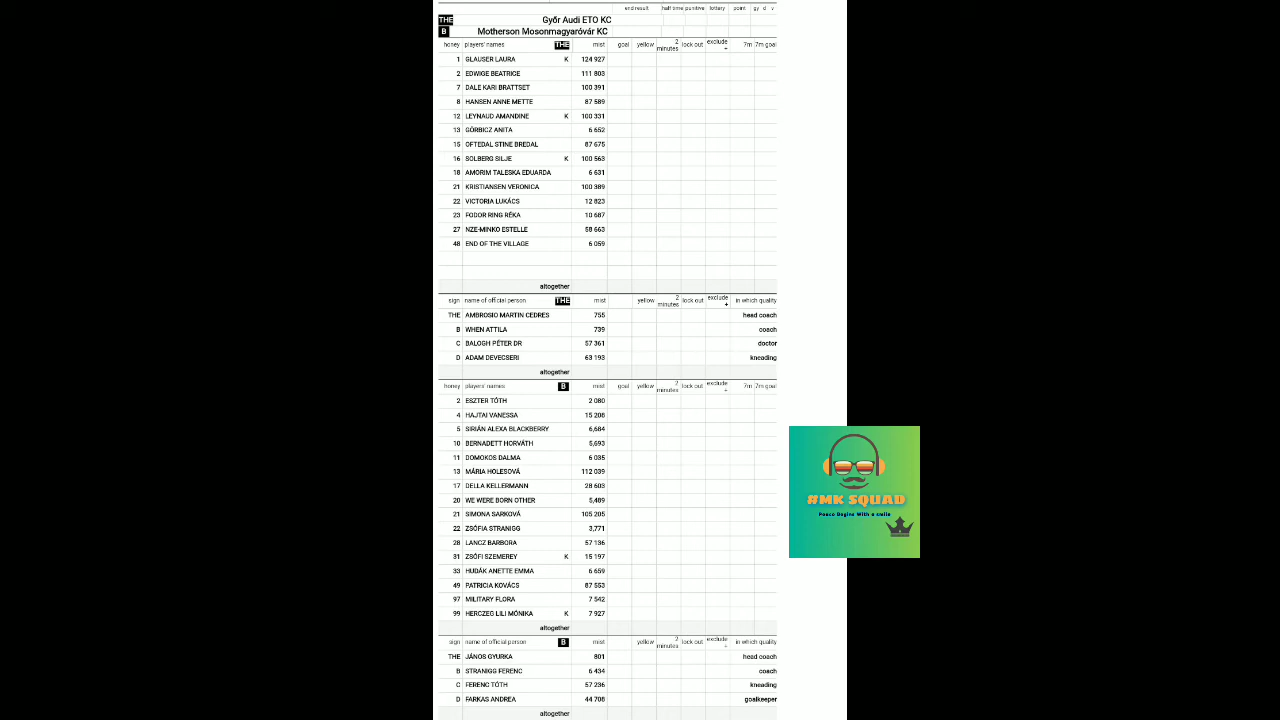 end result half time punitive lottery point gy d v
THE Győr Audi ETO KC
B Motherson Mosonmagyaróvár KC
honey players' names THE mist goal yellow 2 minutes lock out exclude + 7m 7m goal
1 GLAUSER LAURA K 124 927
2 EDWIGE BEATRICE 111 803
7 DALE KARI BRATTSET 100 391
8 HANSEN ANNE METTE 87 589
12 LEYNAUD AMANDINE K 100 331
13 GÖRBICZ ANITA 6 652
15 OFTEDAL STINE BREDAL 87 675
16 SOLBERG SILJE K 100 563
18 AMORIM TALESKA EDUARDA 6 631
21 KRISTIANSEN VERONICA 100 389
22 VICTORIA LUKÁCS 12 823
23 FODOR RING RÉKA 10 687
27 NZE-MINKO ESTELLE 58 663
48 END OF THE VILLAGE 6 059
altogether
sign name of official person THE mist yellow 2 minutes lock out exclude + in which quality
THE AMBROSIO MARTIN CEDRES 755 head coach
B WHEN ATTILA 739 coach
C BALOGH PÉTER DR 57 361 doctor
D ADAM DEVECSERI 63 193 kneading
altogether
honey players' names B mist goal yellow 2 minutes lock out exclude + 7m 7m goal
2 ESZTER TÓTH 2 080
4 HAJTAI VANESSA 15 208
5 SIRIÁN ALEXA BLACKBERRY 6,684
10 BERNADETT HORVÁTH 5,693
11 DOMOKOS DALMA 6 035
13 MÁRIA HOLESOVÁ 112 039
17 DELLA KELLERMANN 28 603
20 WE WERE BORN OTHER 5,489
21 SIMONA SARKOVÁ 105 205
22 ZSÓFIA STRANIGG 3,771
28 LANCZ BARBORA 57 136
31 ZSÓFI SZEMEREY K 15 197
33 HUDÁK ANETTE EMMA 6 659
49 PATRICIA KOVÁCS 87 553
97 MILITARY FLORA 7 542
99 HERCZEG LILI MÓNIKA K 7 927
altogether
sign name of official person B mist yellow 2 minutes lock out exclude + in which quality
THE JÁNOS GYURKA 801 head coach
B STRANIGG FERENC 6 434 coach
C FERENC TÓTH 57 236 kneading
D FARKAS ANDREA 44 708 goalkeeper
altogether
#MK SQUAD
Peace Begins With a smile